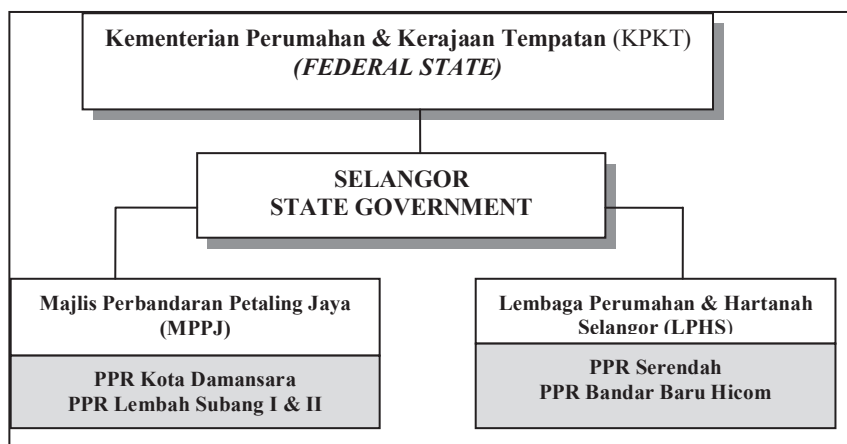 Kementerian Perumahan & Kerajaan Tempatan (KPKT)
(FEDERAL STATE)
SELANGOR
STATE GOVERNMENT
Majlis Perbandaran Petaling Jaya
(MPPJ)
PPR Kota Damansara
PPR Lembah Subang I & II
Lembaga Perumahan & Hartanah
Selangor (LPHS)
PPR Serendah
PPR Bandar Baru Hicom